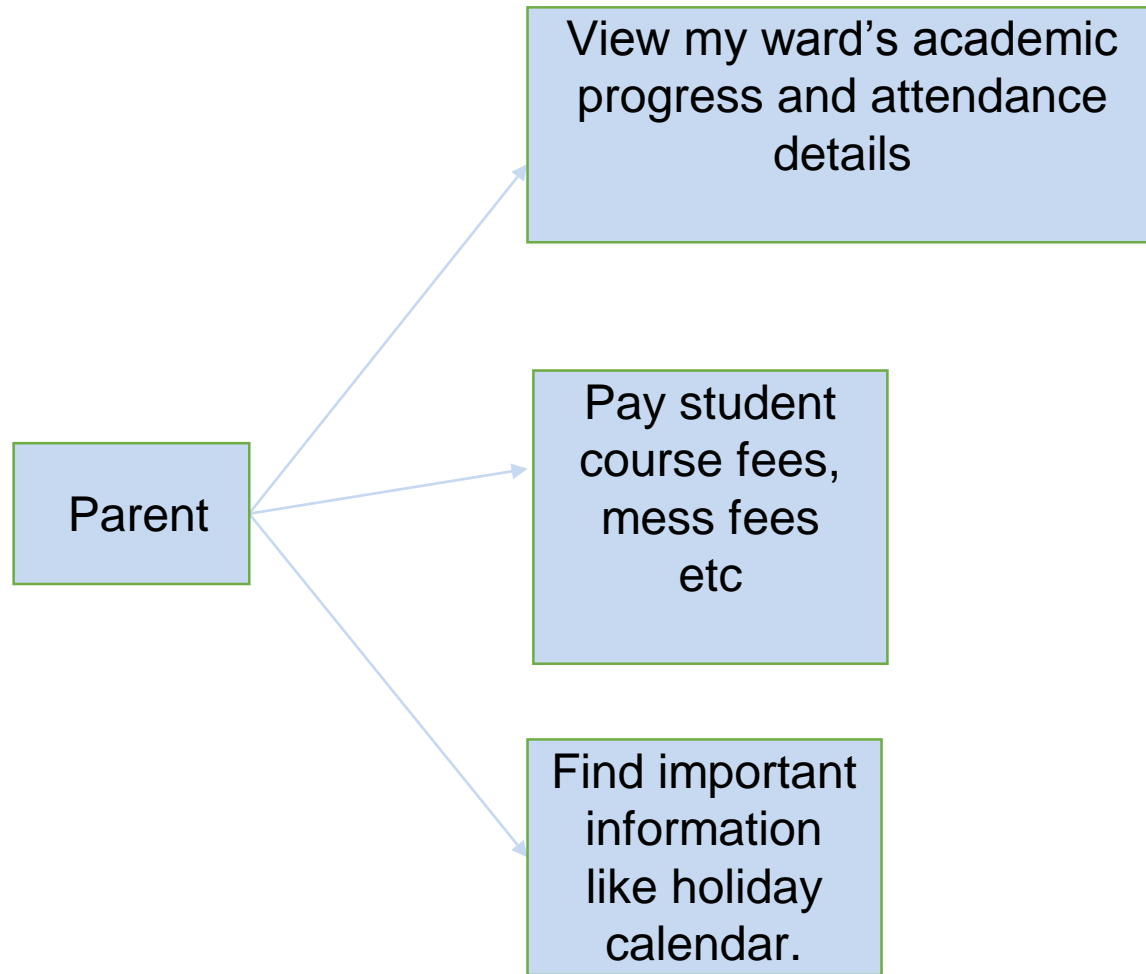 View my ward’s academic
progress and attendance
details
Parent
Pay student
course fees,
mess fees
etc
Find important
information
like holiday
calendar.